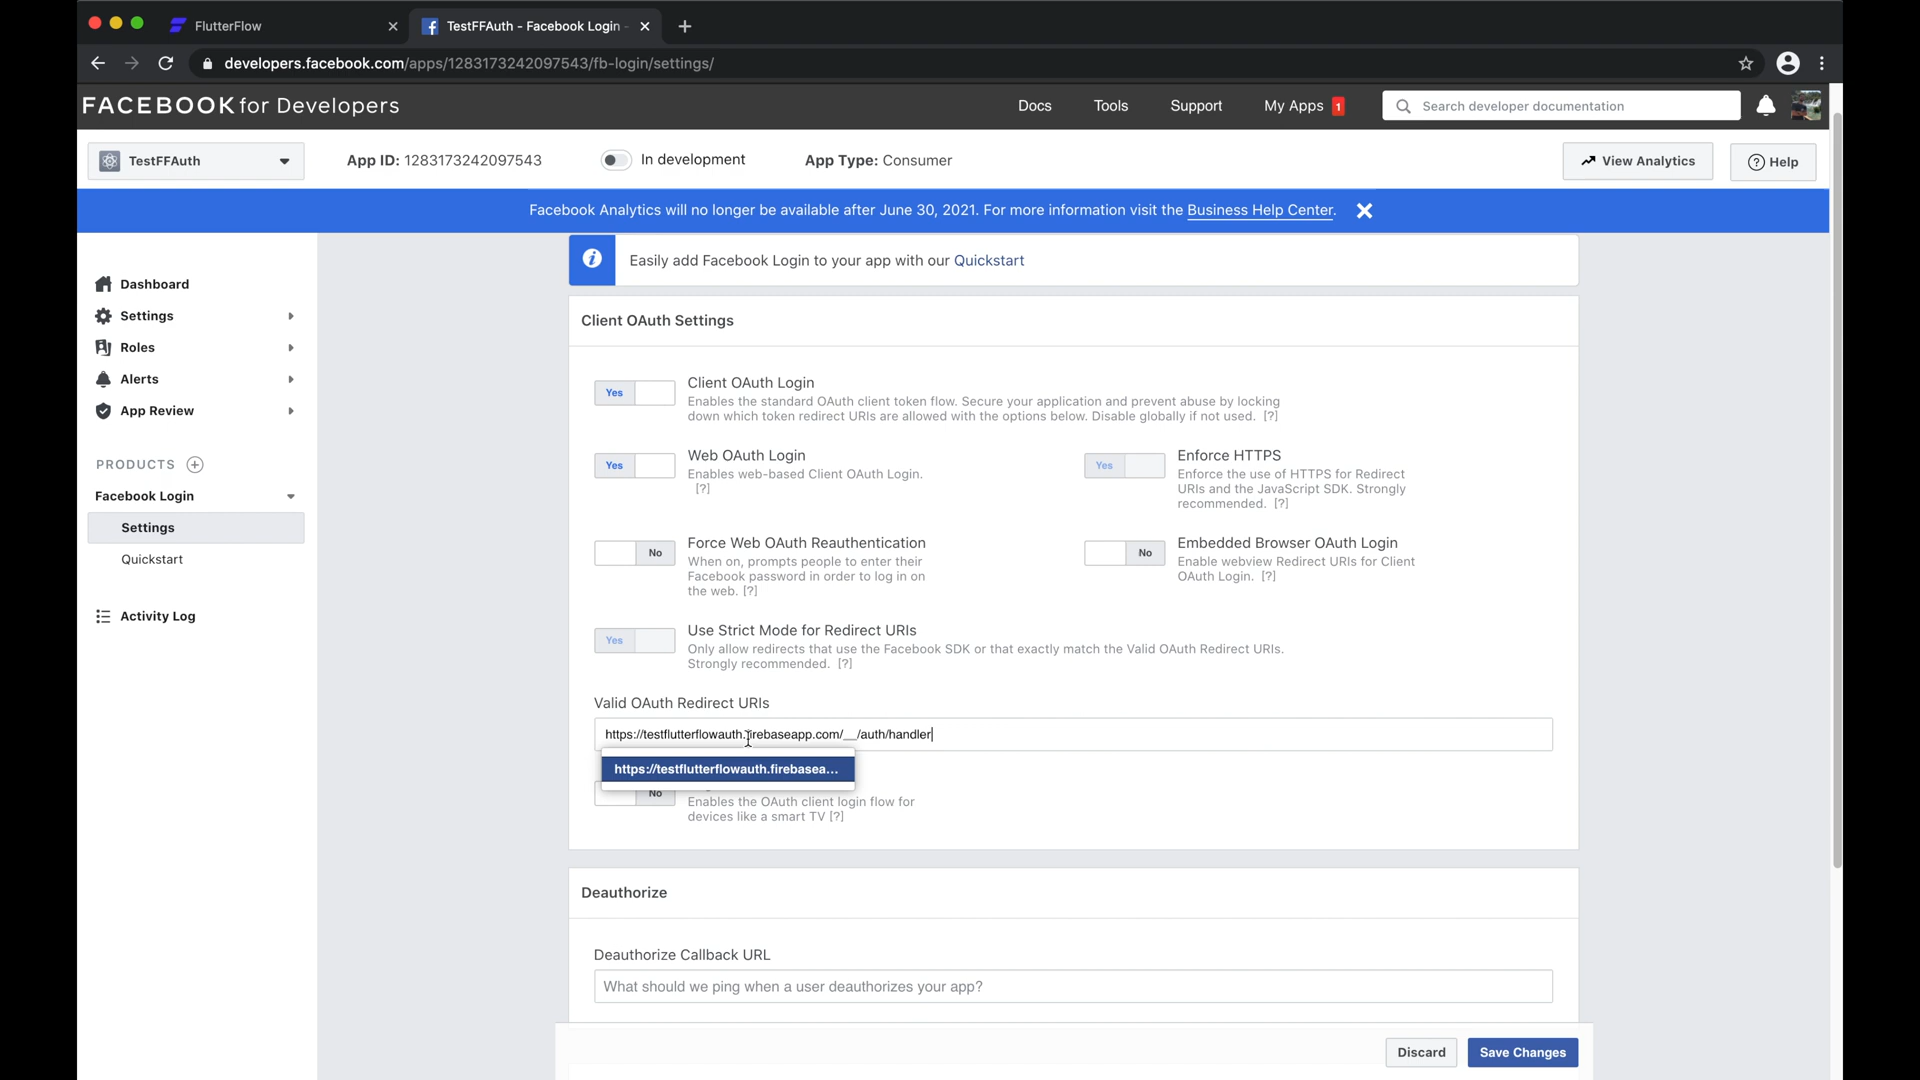 FlutterFlow
TestFFAuth - Facebook Login -
developers.facebook.com/apps/1283173242097543/fb-login/settings/
FACEBOOK for Developers
Docs
Tools
Support
My Apps 1
Search developer documentation
TestFFAuth
App ID: 1283173242097543
In development
App Type: Consumer
View Analytics
Help
Facebook Analytics will no longer be available after June 30, 2021. For more information visit the Business Help Center.
Dashboard
Settings
Roles
Alerts
App Review
PRODUCTS
Facebook Login
Settings
Quickstart
Activity Log
Easily add Facebook Login to your app with our Quickstart
Client OAuth Settings
Yes
Client OAuth Login
Enables the standard OAuth client token flow. Secure your application and prevent abuse by locking
down which token redirect URIs are allowed with the options below. Disable globally if not used. [?]
Yes
Web OAuth Login
Enables web-based Client OAuth Login.
[?]
Yes
Enforce HTTPS
Enforce the use of HTTPS for Redirect
URIs and the JavaScript SDK. Strongly
recommended. [?]
No
Force Web OAuth Reauthentication
When on, prompts people to enter their
Facebook password in order to log in on
the web. [?]
No
Embedded Browser OAuth Login
Enable webview Redirect URIs for Client
OAuth Login. [?]
Yes
Use Strict Mode for Redirect URIs
Only allow redirects that use the Facebook SDK or that exactly match the Valid OAuth Redirect URIs.
Strongly recommended. [?]
Valid OAuth Redirect URIs
https://testflutterflowauth.firebaseapp.com/__/auth/handler
https://testflutterflowauth.firebasea...
No
Enables the OAuth client login flow for
devices like a smart TV [?]
Deauthorize
Deauthorize Callback URL
What should we ping when a user deauthorizes your app?
Discard
Save Changes